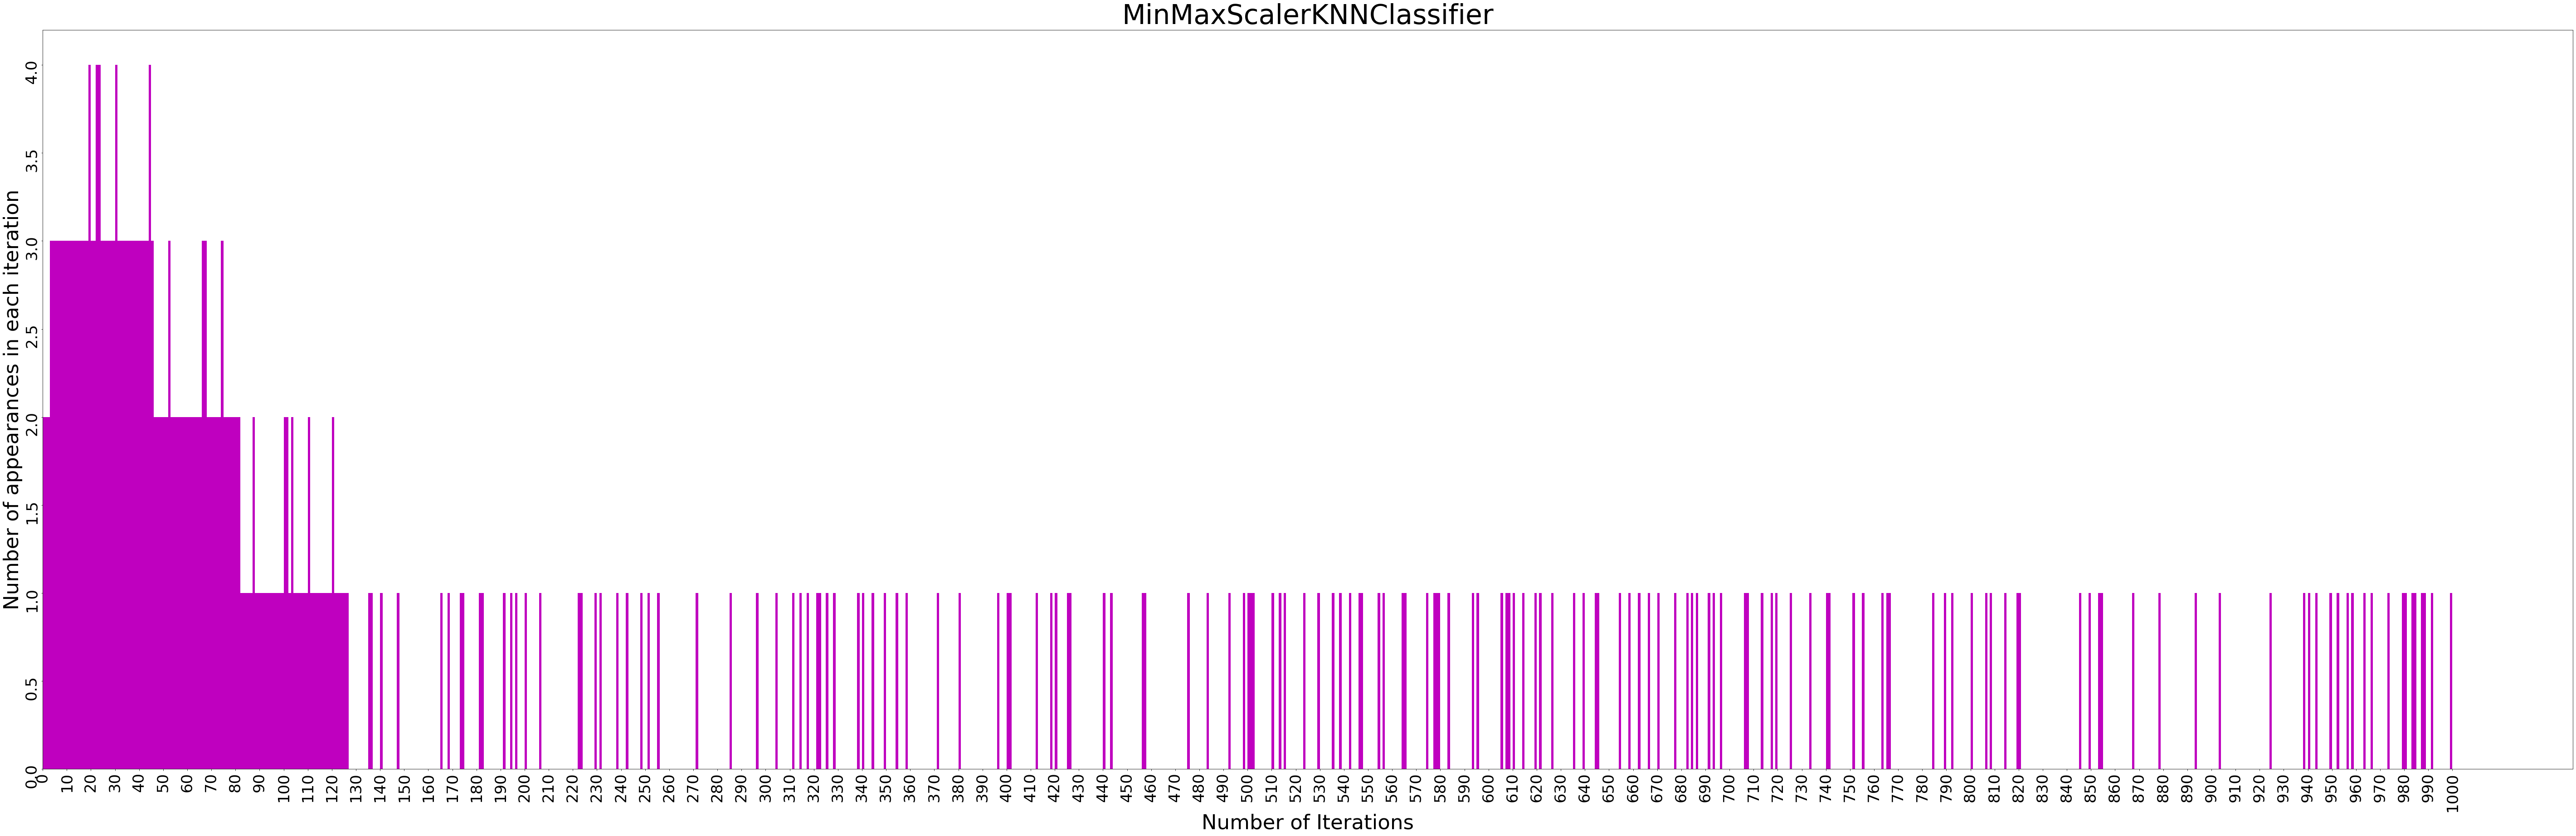 MinMaxScalerKNNClassifier
Number of appearances in each iteration
4.0
3.5
3.0
2.5
2.0
1.5
1.0
0.5
0.0
0 10 20 30 40 50 60 70 80 90 100 110 120 130 140 150 160 170 180 190 200 210 220 230 240 250 260 270 280 290 300 310 320 330 340 350 360 370 380 390 400 410 420 430 440 450 460 470 480 490 500 510 520 530 540 550 560 570 580 590 600 610 620 630 640 650 660 670 680 690 700 710 720 730 740 750 760 770 780 790 800 810 820 830 840 850 860 870 880 890 900 910 920 930 940 950 960 970 980 990 1000
Number of Iterations